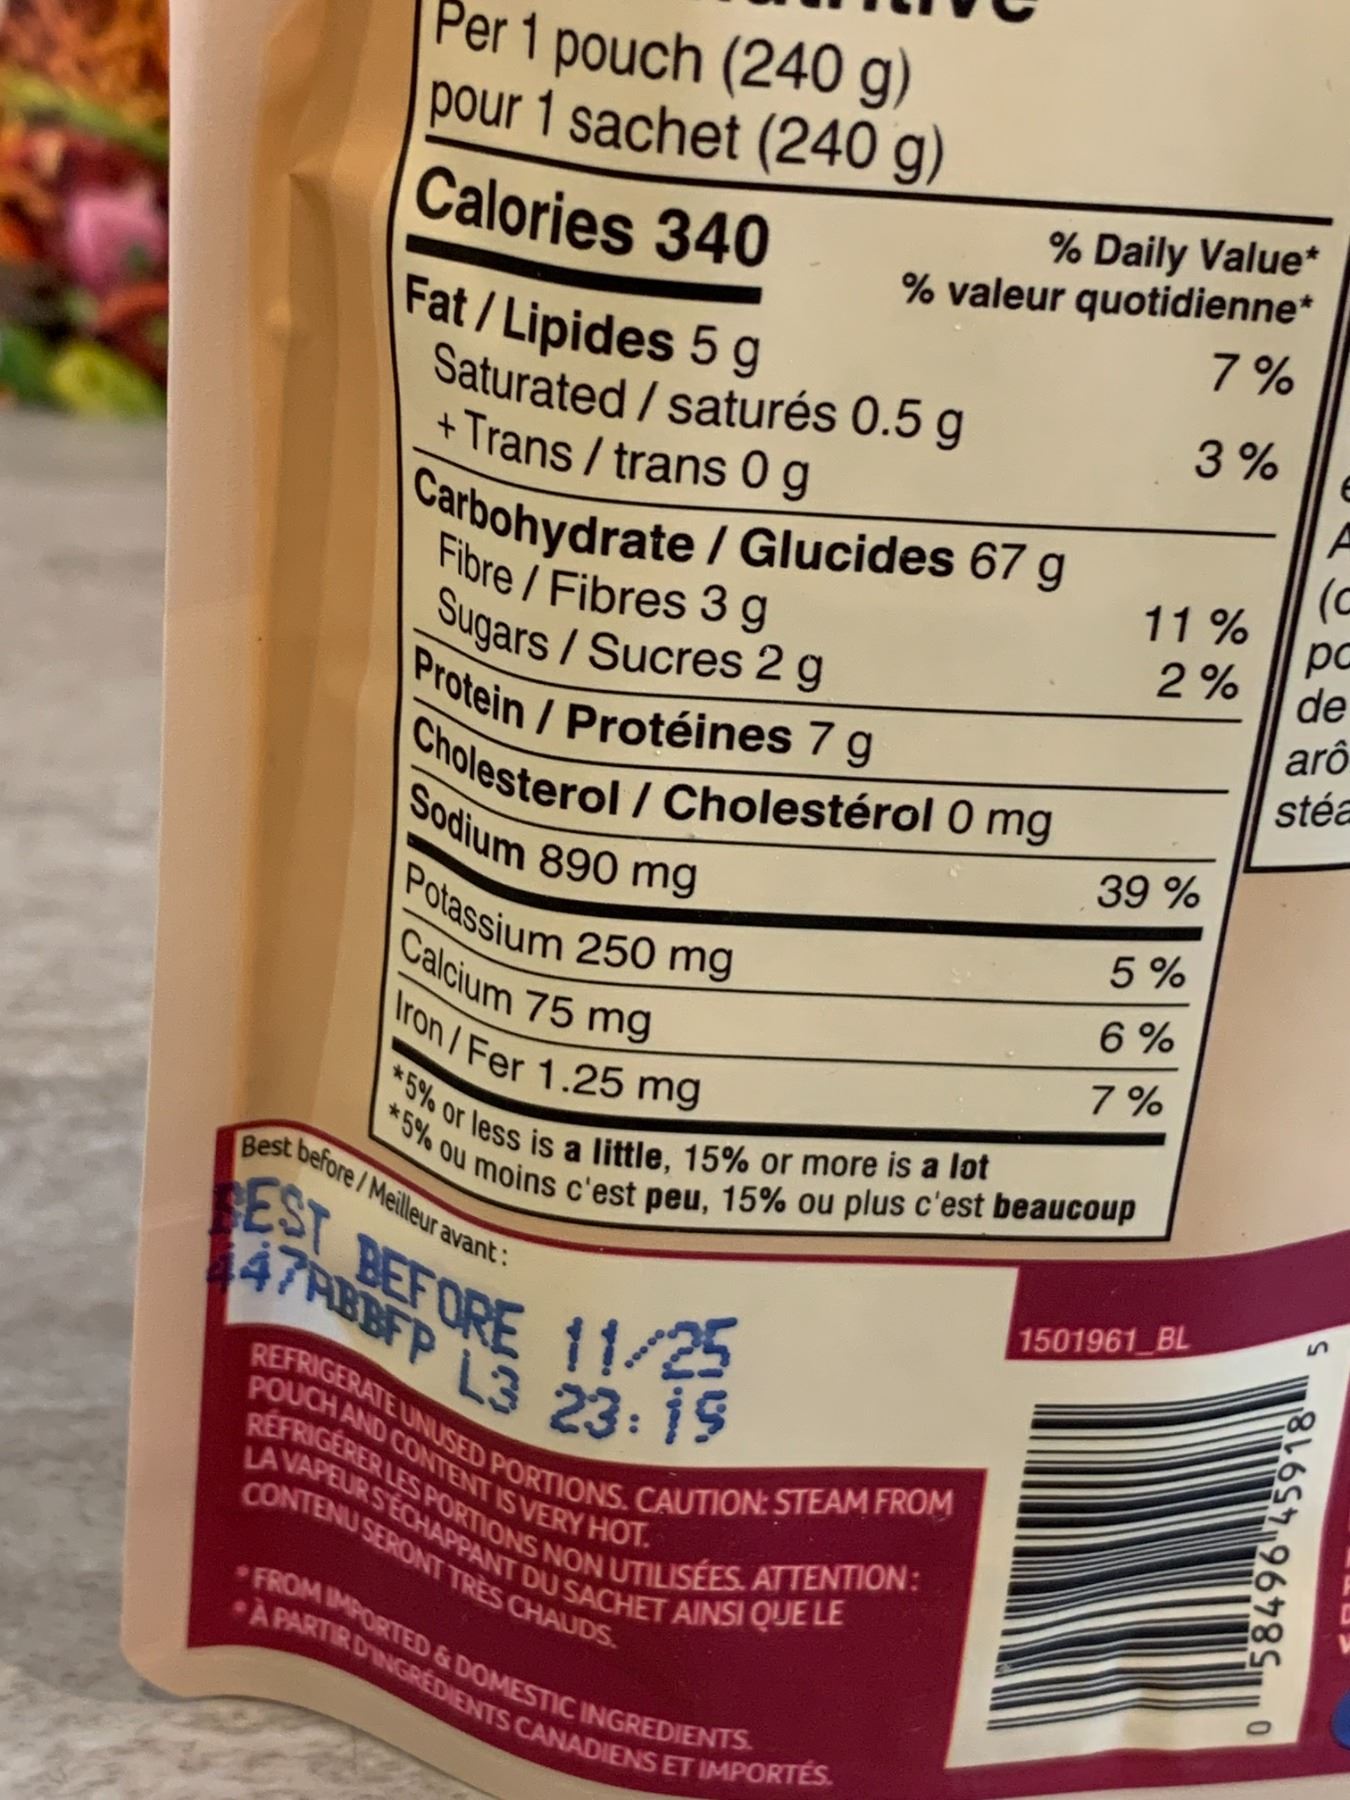 Per 1 pouch (240 g)
pour 1 sachet (240 g)
Calories 340
% Daily Value*
% valeur quotidienne*
Fat / Lipides 5 g 7 %
Saturated / saturés 0.5 g
+ Trans / trans 0 g 3 %
Carbohydrate / Glucides 67 g
Fibre / Fibres 3 g 11 %
Sugars / Sucres 2 g 2 %
Protein / Protéines 7 g
Cholesterol / Cholestérol 0 mg
Sodium 890 mg 39 %
Potassium 250 mg 5 %
Calcium 75 mg 6 %
Iron / Fer 1.25 mg 7 %
*5% or less is a little, 15% or more is a lot
*5% ou moins c'est peu, 15% ou plus c'est beaucoup
Best before / Meilleur avant :
BEST BEFORE 11/25
447ABBFP L3 23:15
REFRIGERATE UNUSED PORTIONS. CAUTION: STEAM FROM
POUCH AND CONTENT IS VERY HOT.
RÉFRIGÉRER LES PORTIONS NON UTILISÉES. ATTENTION :
LA VAPEUR S'ÉCHAPPANT DU SACHET AINSI QUE LE
CONTENU SERONT TRÈS CHAUDS.
• FROM IMPORTED & DOMESTIC INGREDIENTS.
• À PARTIR D'INGRÉDIENTS CANADIENS ET IMPORTÉS.
1501961_BL
0 58496 45918 5
de
arô
stéa